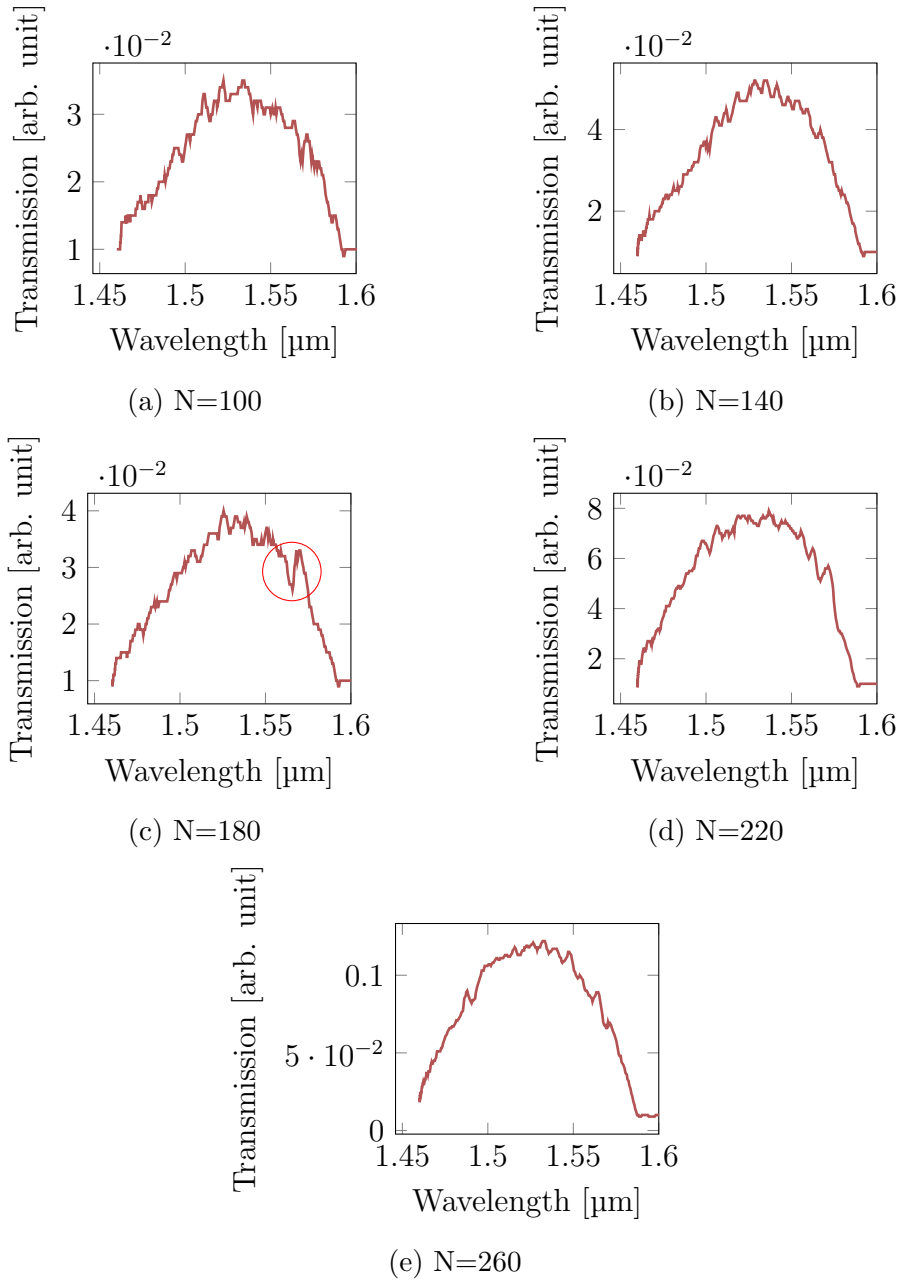 ·10⁻²
Transmission [arb. unit]
3
2
1
1.45 1.5 1.55 1.6
Wavelength [µm]
(a) N=100
·10⁻²
Transmission [arb. unit]
4
2
1.45 1.5 1.55 1.6
Wavelength [µm]
(b) N=140
·10⁻²
Transmission [arb. unit]
4
3
2
1
1.45 1.5 1.55 1.6
Wavelength [µm]
(c) N=180
·10⁻²
Transmission [arb. unit]
8
6
4
2
1.45 1.5 1.55 1.6
Wavelength [µm]
(d) N=220
Transmission [arb. unit]
0.1
5 · 10⁻²
0
1.45 1.5 1.55 1.6
Wavelength [µm]
(e) N=260